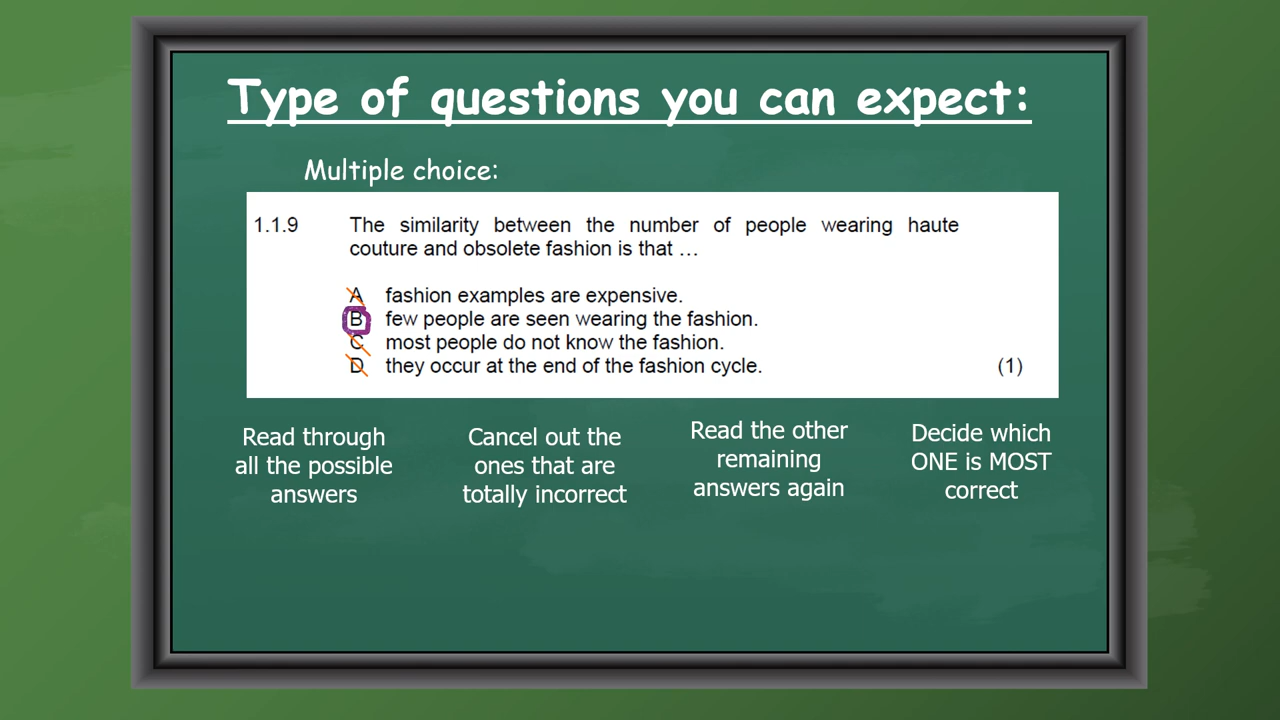 Type of questions you can expect:
Multiple choice:
1.1.9 The similarity between the number of people wearing haute
couture and obsolete fashion is that …
A fashion examples are expensive.
B few people are seen wearing the fashion.
C most people do not know the fashion.
D they occur at the end of the fashion cycle. (1)
Read through
all the possible
answers
Cancel out the
ones that are
totally incorrect
Read the other
remaining
answers again
Decide which
ONE is MOST
correct